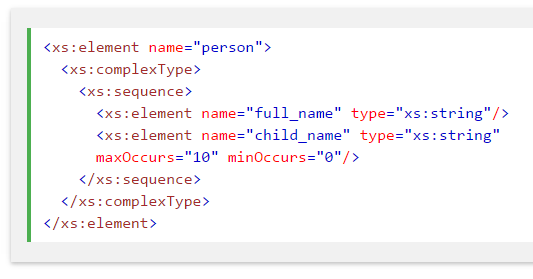 <xs:element name="person">
  <xs:complexType>
    <xs:sequence>
      <xs:element name="full_name" type="xs:string"/>
      <xs:element name="child_name" type="xs:string"
      maxOccurs="10" minOccurs="0"/>
    </xs:sequence>
  </xs:complexType>
</xs:element>